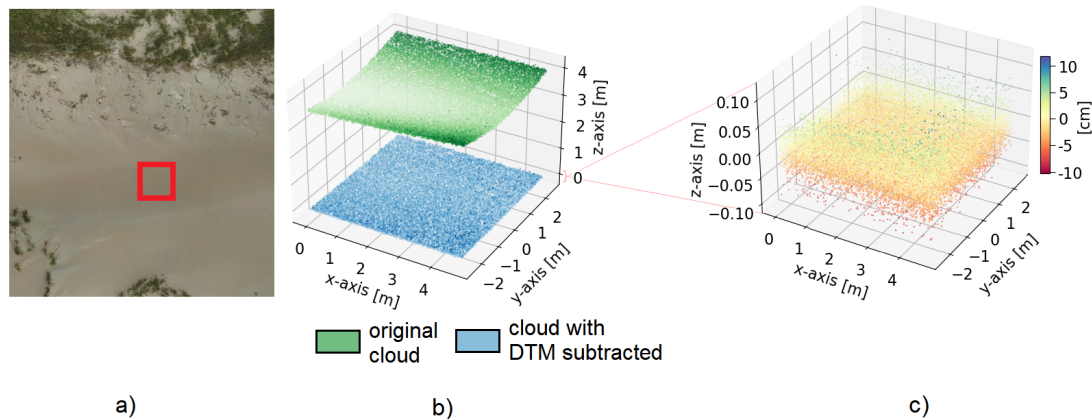 4
3
2
1
0
z-axis [m]
0
1
2
3
4
x-axis [m]
−2
−1
0
1
2
y-axis [m]
original
cloud
cloud with
DTM subtracted
0.10
0.05
0.00
−0.05
−0.10
z-axis [m]
0
1
2
3
4
x-axis [m]
−2
−1
0
1
2
y-axis [m]
10
5
0
-5
-10
[cm]
a)
b)
c)